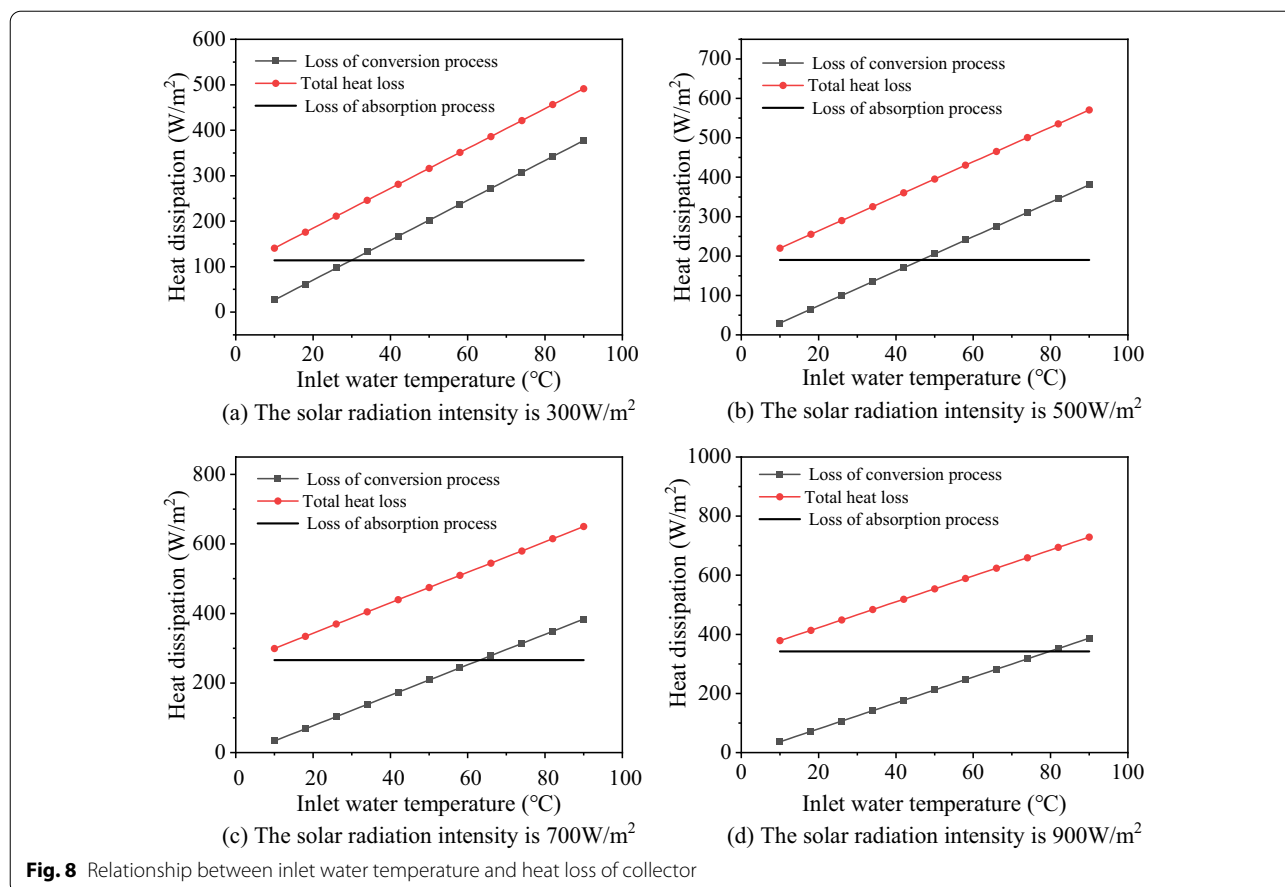 600
500
400
300
200
100
0
Heat dissipation (W/m²)
Loss of conversion process
Total heat loss
Loss of absorption process
0 20 40 60 80 100
Inlet water temperature (℃)
(a) The solar radiation intensity is 300W/m²
700
600
500
400
300
200
100
0
Heat dissipation (W/m²)
Loss of conversion process
Total heat loss
Loss of absorption process
0 20 40 60 80 100
Inlet water temperature (℃)
(b) The solar radiation intensity is 500W/m²
800
600
400
200
0
Heat dissipation (W/m²)
Loss of conversion process
Total heat loss
Loss of absorption process
0 20 40 60 80 100
Inlet water temperature (℃)
(c) The solar radiation intensity is 700W/m²
1000
800
600
400
200
0
Heat dissipation (W/m²)
Loss of conversion process
Total heat loss
Loss of absorption process
0 20 40 60 80 100
Inlet water temperature (℃)
(d) The solar radiation intensity is 900W/m²
Fig. 8 Relationship between inlet water temperature and heat loss of collector